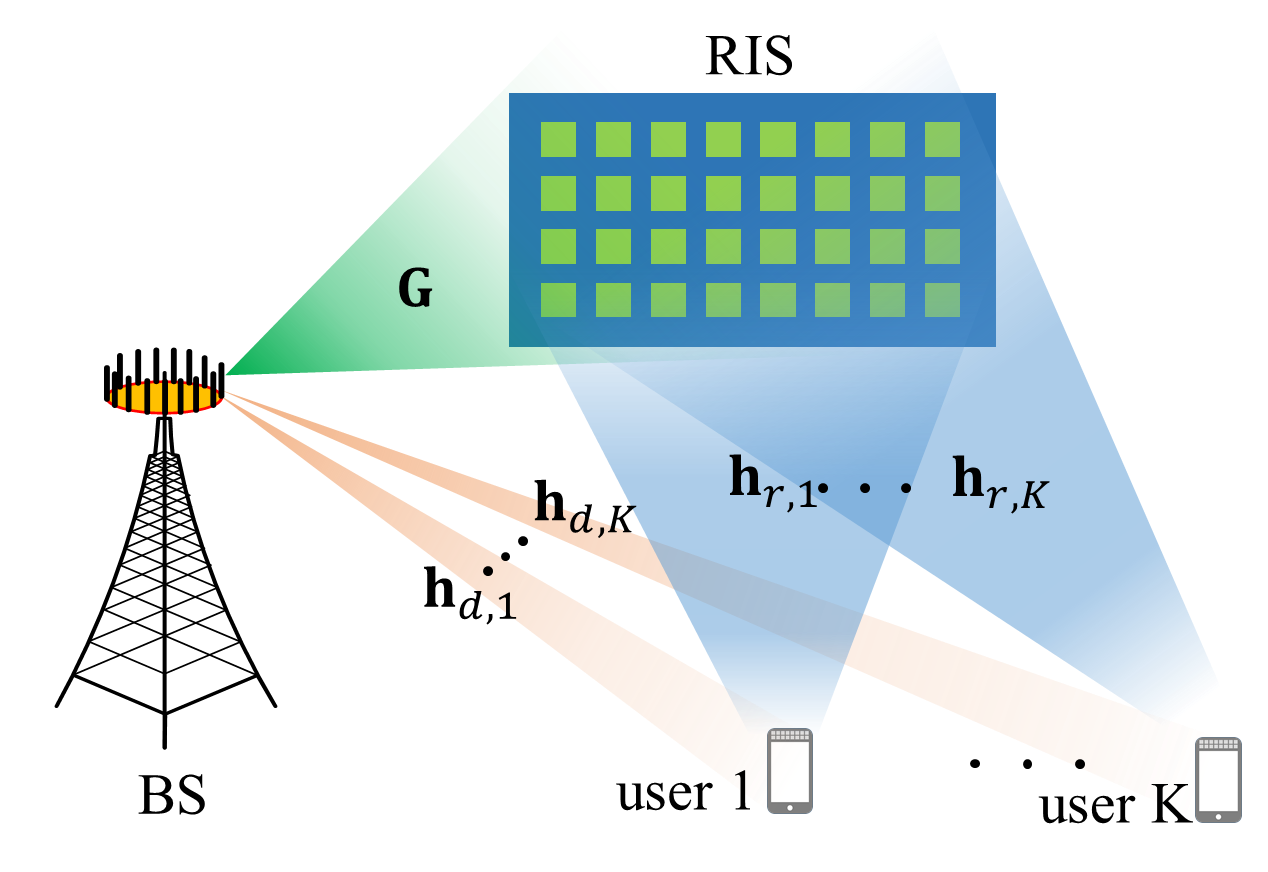 RIS
G
h_{r,1} . . . h_{r,K}
h_{d,K}
h_{d,1}
BS
user 1 . . . user K